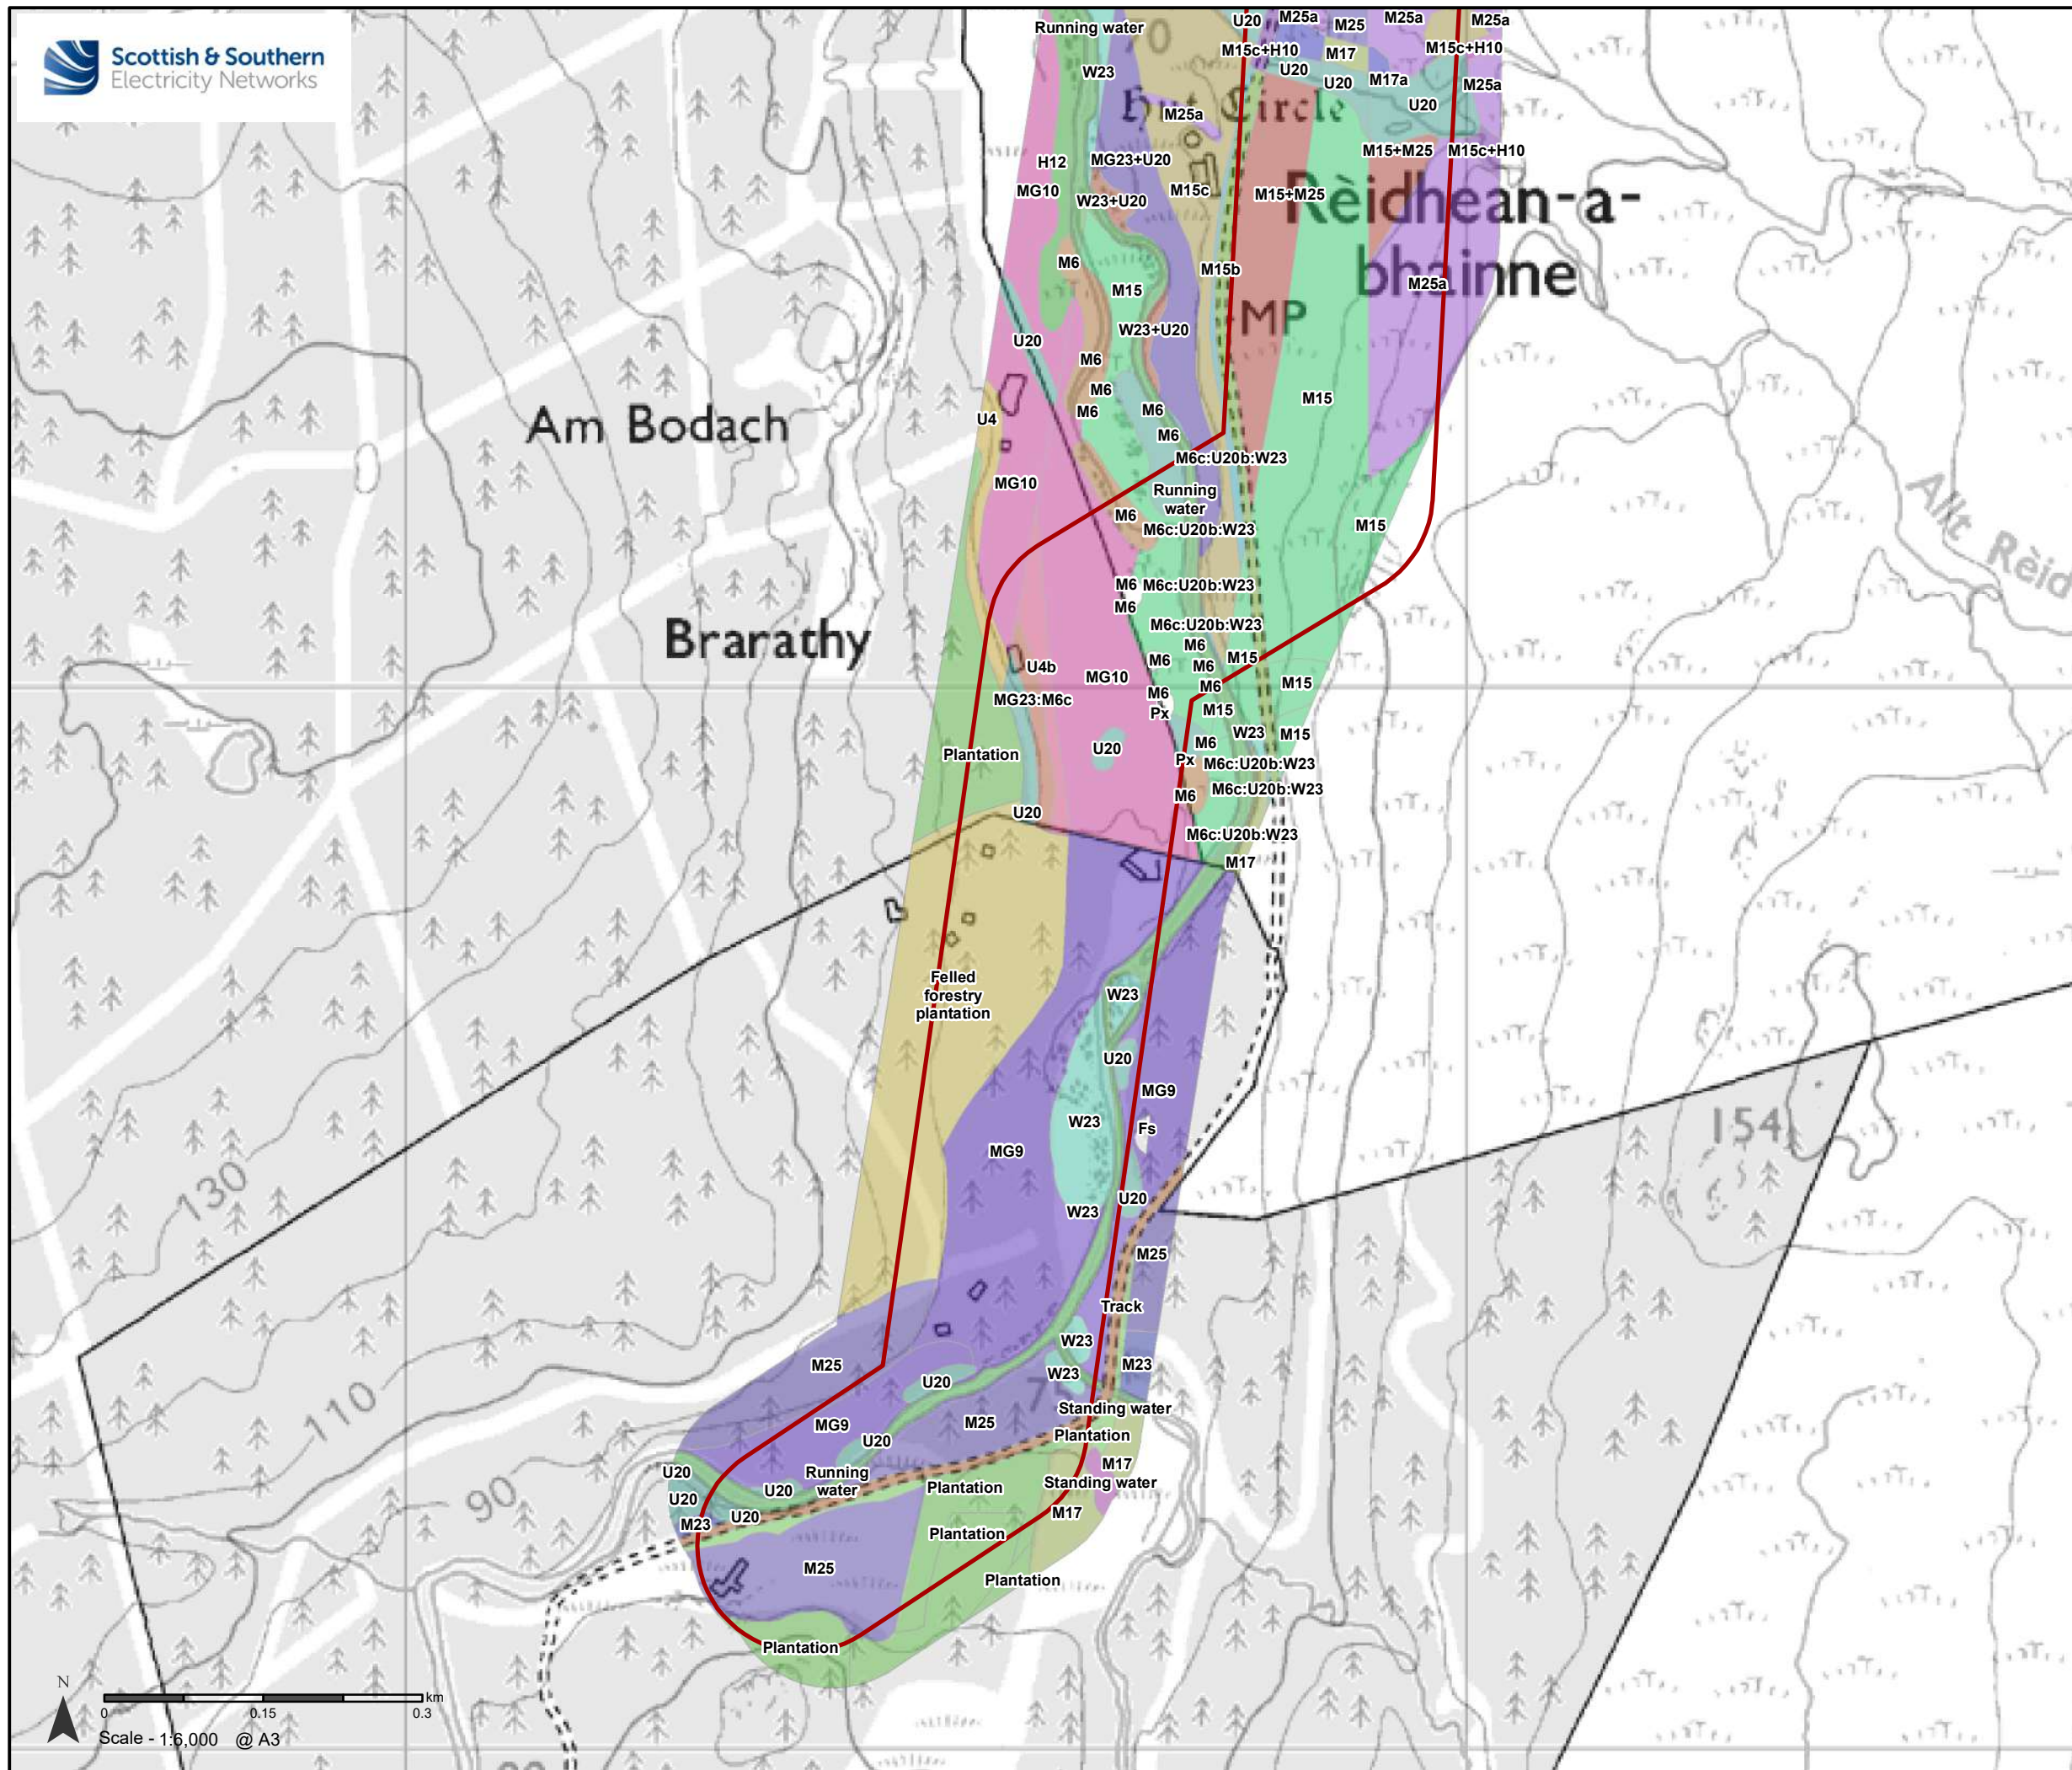 Scottish & Southern
Electricity Networks
Running water
70
U20
M25a
M25
M25a
M25a
M15c+H10
M17
M15c+H10
W23
U20
U20
M17a
M25a
U20
Hut Circle
M25a
H12
MG23+U20
M15+M25
M15c+H10
MG10
M15c
M15+M25
W23+U20
Rèidhean-a-
bhainne
M6
M15b
M25a
M15
MP
W23+U20
U20
M6
M6
M15
M6
M6
U4
Am Bodach
M6
M6c:U20b:W23
MG10
Running
water
Allt Rèid
M6
M6c:U20b:W23
M15
M6
M6c:U20b:W23
M6
M6c:U20b:W23
Brarathy
M6
M6
M15
U4b
M6
MG10
M6
M15
MG23:M6c
M6
Px
M15
W23
M15
U20
M6
Plantation
Px
M6c:U20b:W23
M6
M6c:U20b:W23
U20
M6c:U20b:W23
M17
Felled
forestry
plantation
W23
U20
MG9
W23
Fs
154
MG9
130
U20
W23
M25
Track
W23
M25
W23
M23
U20
75
110
Standing water
MG9
M25
Plantation
U20
M17
U20
Running
water
Standing water
90
U20
Plantation
U20
M17
M23
U20
Plantation
M25
Plantation
Plantation
N
km
0
0.15
0.3
Scale - 1:6,000 @ A3